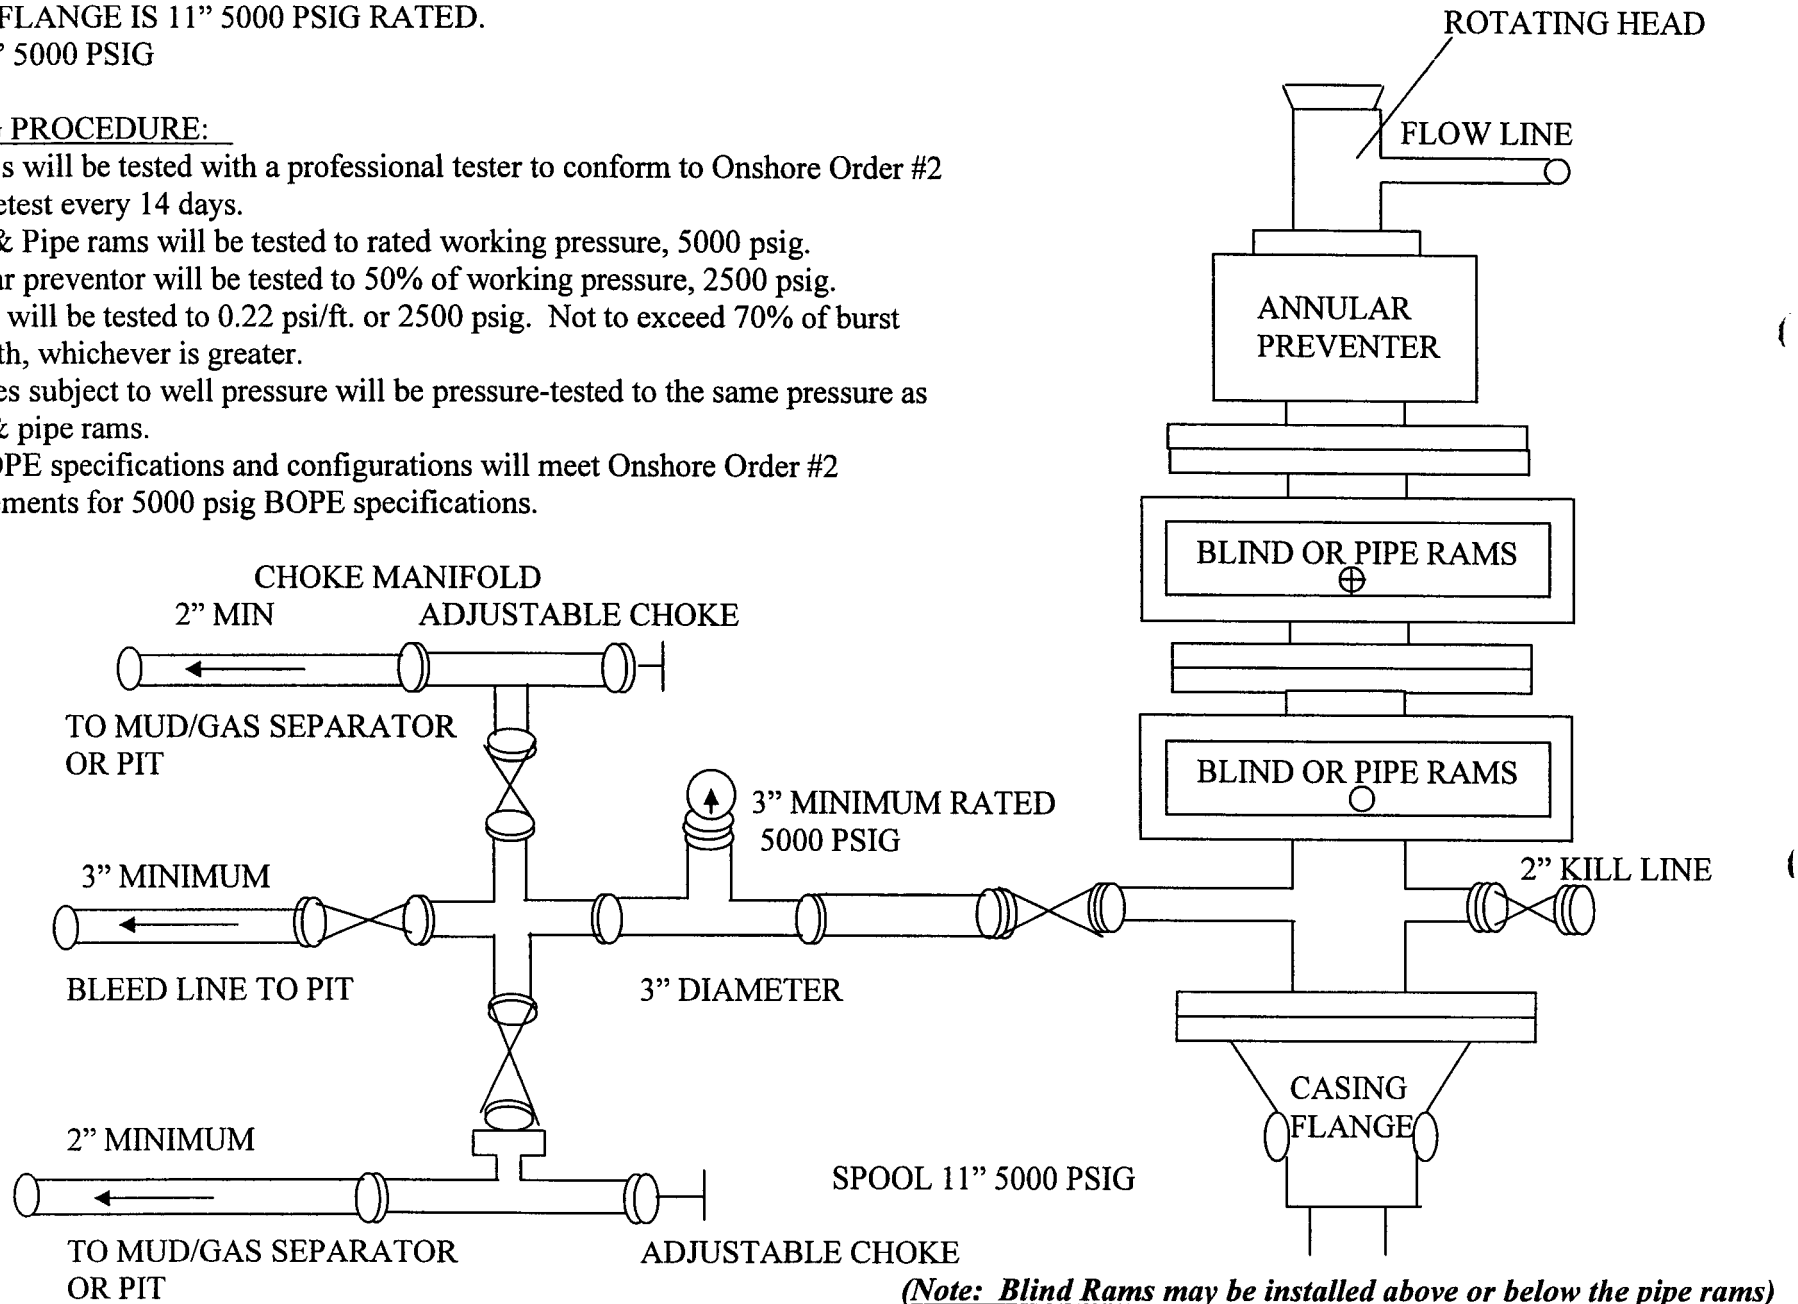 FLANGE IS 11” 5000 PSIG RATED.
” 5000 PSIG
PROCEDURE:
s will be tested with a professional tester to conform to Onshore Order #2
etest every 14 days.
& Pipe rams will be tested to rated working pressure, 5000 psig.
ar preventor will be tested to 50% of working pressure, 2500 psig.
will be tested to 0.22 psi/ft. or 2500 psig. Not to exceed 70% of burst
th, whichever is greater.
es subject to well pressure will be pressure-tested to the same pressure as
& pipe rams.
OPE specifications and configurations will meet Onshore Order #2
ements for 5000 psig BOPE specifications.
ROTATING HEAD
FLOW LINE
ANNULAR
PREVENTER
BLIND OR PIPE RAMS
BLIND OR PIPE RAMS
2” KILL LINE
CASING
FLANGE
CHOKE MANIFOLD
2” MIN
ADJUSTABLE CHOKE
TO MUD/GAS SEPARATOR
OR PIT
3” MINIMUM RATED
5000 PSIG
3” MINIMUM
BLEED LINE TO PIT
3” DIAMETER
2” MINIMUM
SPOOL 11” 5000 PSIG
TO MUD/GAS SEPARATOR
OR PIT
ADJUSTABLE CHOKE
(Note: Blind Rams may be installed above or below the pipe rams)